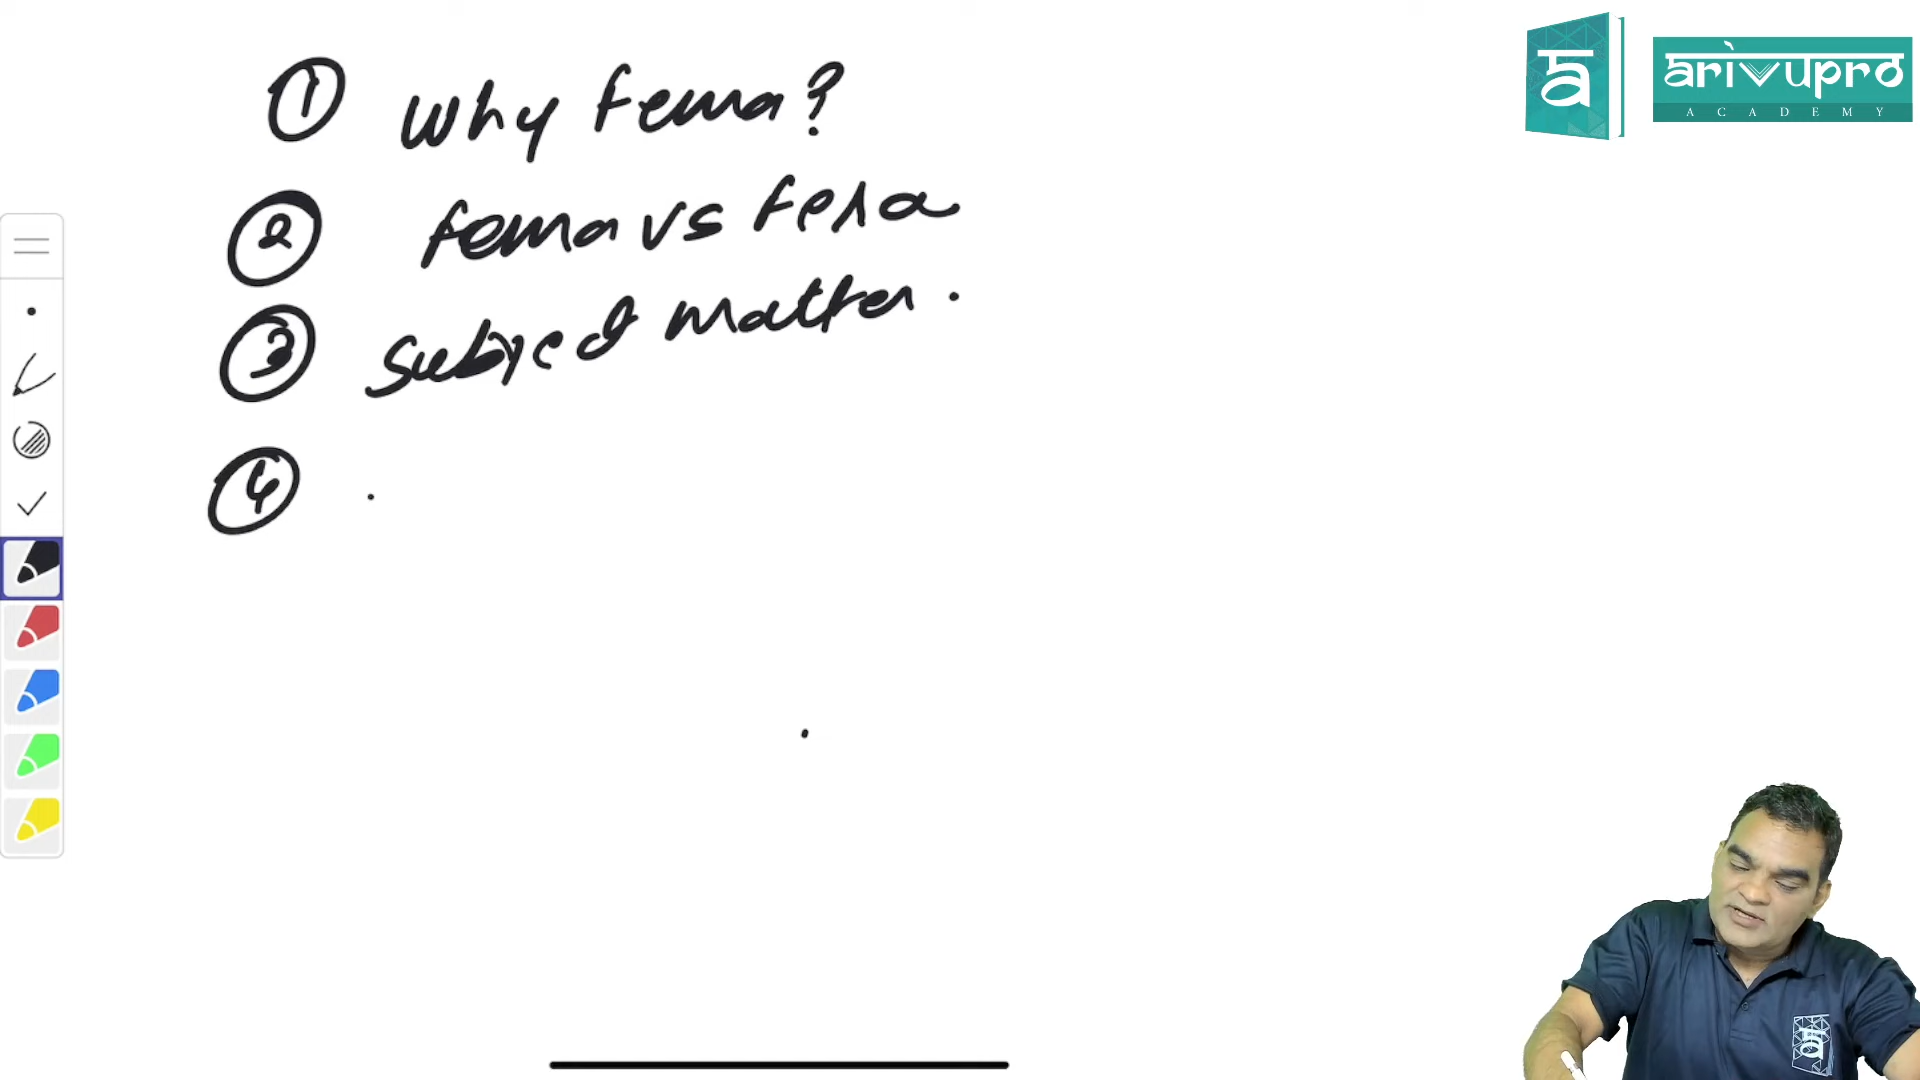 ① Why fema?
② fema vs fera
③ Subject matter.
④
ā
arivupro
ACADEMY
ā